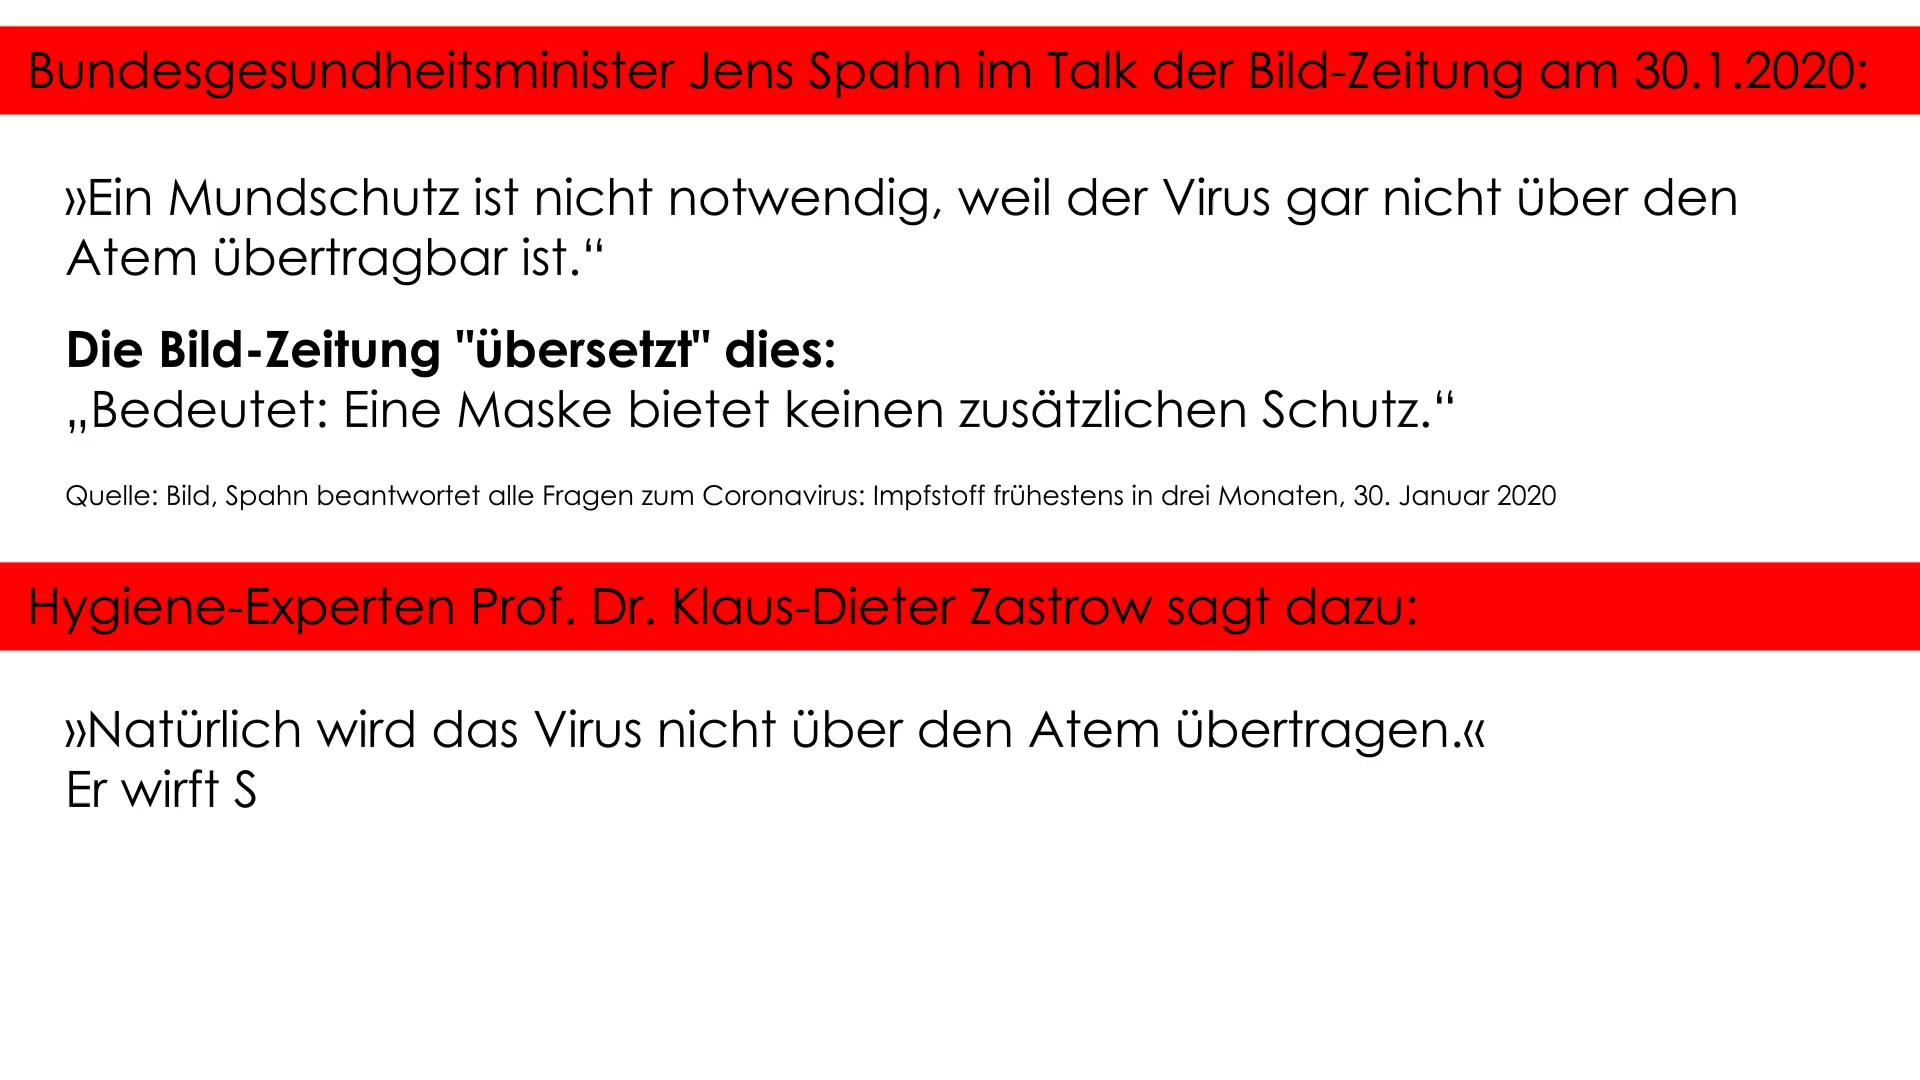 Bundesgesundheitsminister Jens Spahn im Talk der Bild-Zeitung am 30.1.2020:
»Ein Mundschutz ist nicht notwendig, weil der Virus gar nicht über den
Atem übertragbar ist.“
Die Bild-Zeitung "übersetzt" dies:
„Bedeutet: Eine Maske bietet keinen zusätzlichen Schutz.“
Quelle: Bild, Spahn beantwortet alle Fragen zum Coronavirus: Impfstoff frühestens in drei Monaten, 30. Januar 2020
Hygiene-Experten Prof. Dr. Klaus-Dieter Zastrow sagt dazu:
»Natürlich wird das Virus nicht über den Atem übertragen.«
Er wirft S